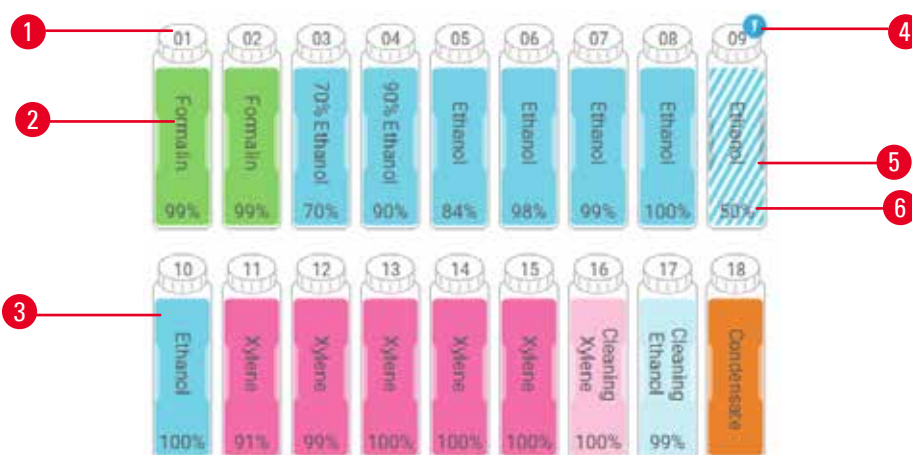 1 01 02 03 04 05 06 07 08 09 4
2 Formalin Formalin 70% Ethanol 90% Ethanol Ethanol Ethanol Ethanol Ethanol Ethanol 5
99% 99% 70% 90% 84% 98% 99% 100% 50% 6
10 11 12 13 14 15 16 17 18
3 Ethanol Xylene Xylene Xylene Xylene Xylene Cleaning Xylene Cleaning Ethanol Condensate
100% 91% 99% 100% 100% 100% 100% 99%